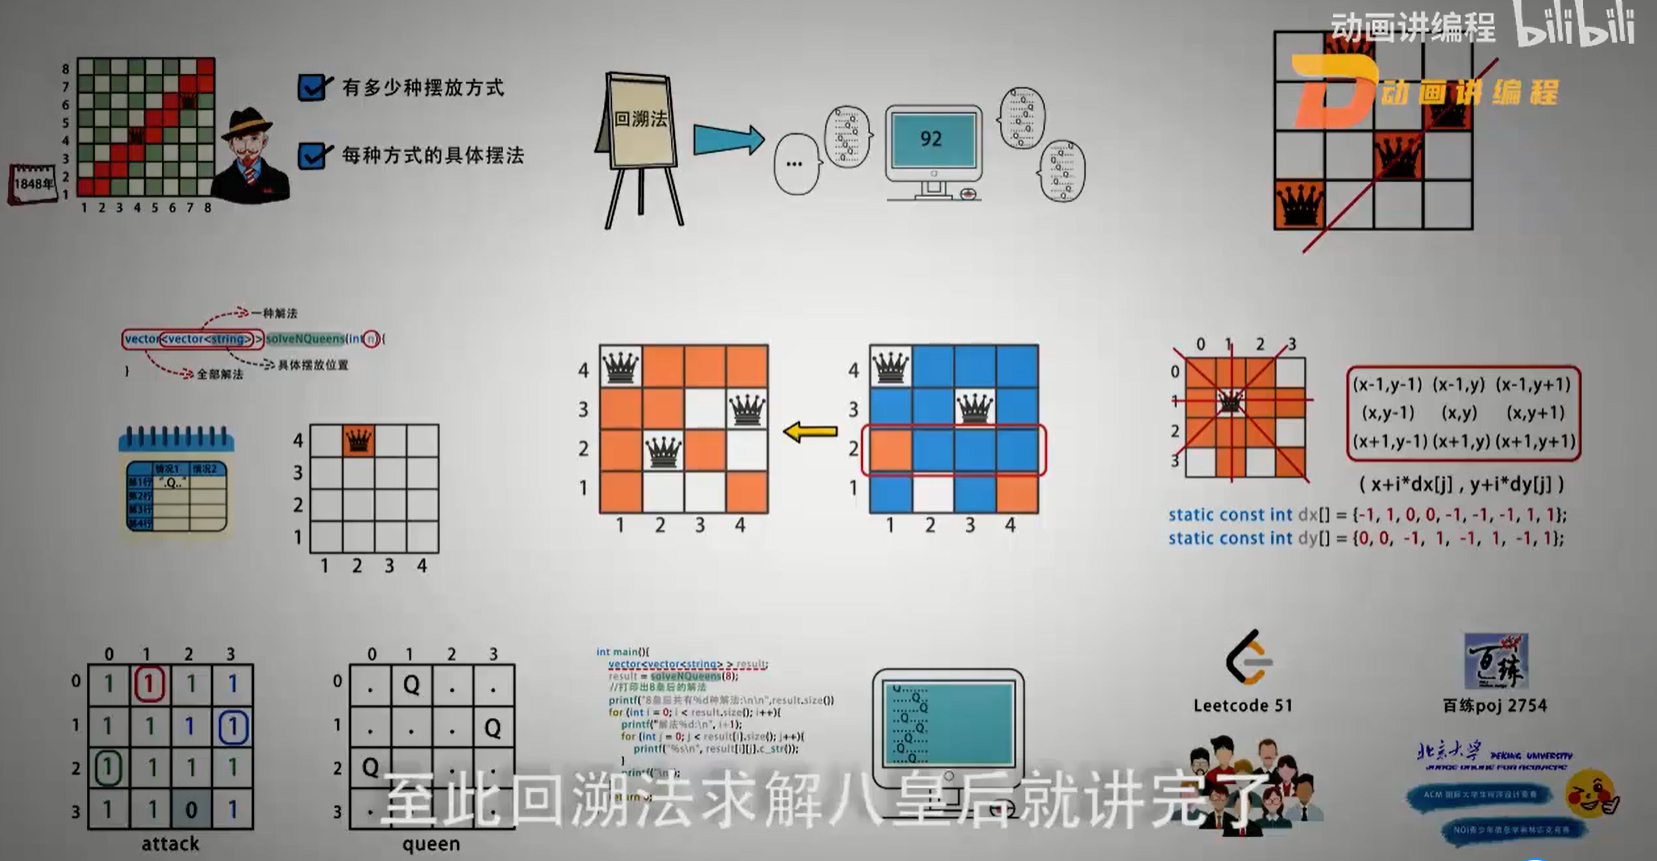 动画讲编程 bilibili
动画讲编程
8
7
6
5
4
3
2
1
1 2 3 4 5 6 7 8
1848年
有多少种摆放方式
每种方式的具体摆法
回溯法
...
92
一种解法
vector<vector<string> > solveNQueens(int n){
具体摆放位置
全部解法
}
情况1 情况2
第1行 ".Q.."
第2行
第3行
第4行
4
3
2
1
1 2 3 4
4
3
2
1
1 2 3 4
4
3
2
1
1 2 3 4
0 1 2 3
0
1
2
3
(x-1,y-1) (x-1,y) (x-1,y+1)
(x,y-1) (x,y) (x,y+1)
(x+1,y-1) (x+1,y) (x+1,y+1)
( x+i*dx[j] , y+i*dy[j] )
static const int dx[] = {-1, 1, 0, 0, -1, -1, -1, 1, 1};
static const int dy[] = {0, 0, -1, 1, -1, 1, -1, 1};
0 1 2 3
0 1 1 1 1
1 1 1 1 1
2 1 1 1 1
3 1 1 0 1
attack
0 1 2 3
0 . Q . .
1 . . . Q
2 Q . .
3 .
queen
int main(){
vector<vector<string> > result;
result = solveNQueens(8);
//打印出8皇后的解法
printf("8皇后共有%d种解法:\n\n",result.size())
for (int i = 0; i < result.size(); i++){
printf("解法%d:\n", i+1);
for (int j = 0; j < result[i].size(); j++){
printf("%s\n", result[i][j].c_str());
}
printf("\n");
Leetcode 51
百练
百练poj 2754
北京大学 PEKING UNIVERSITY
ACM 国际大学生程序设计竞赛
至此回溯法求解八皇后就讲完了